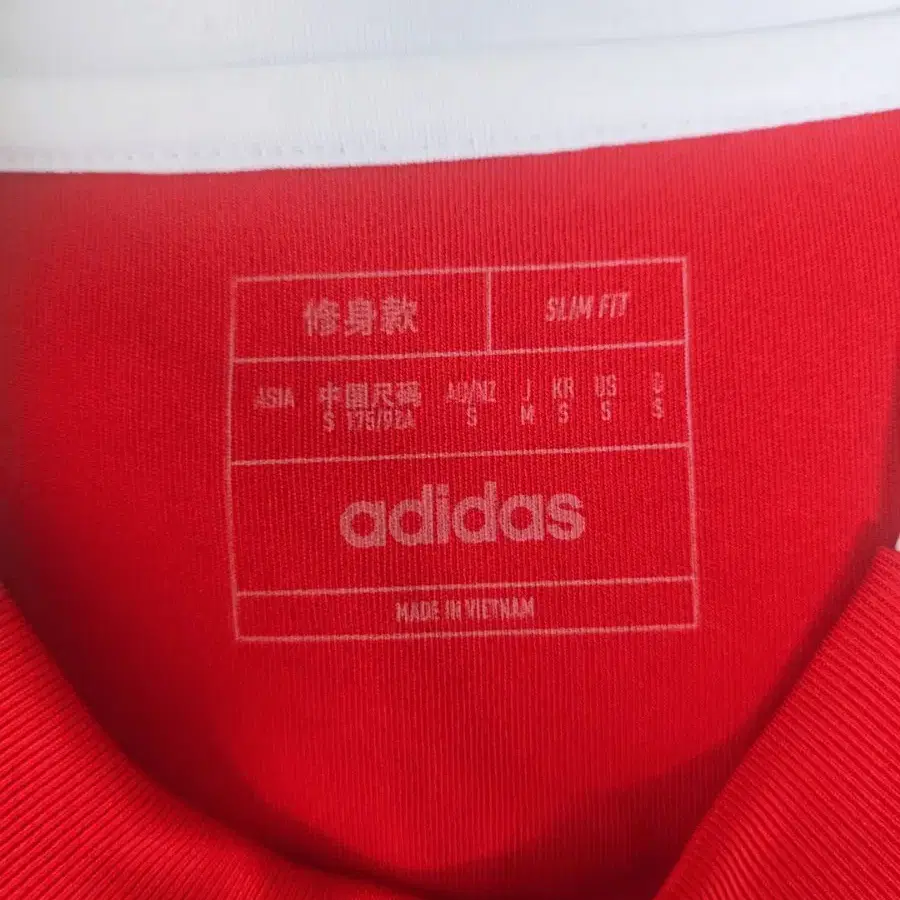 修身款 SLIM FIT
ASIA 中国尺码 AU/NZ J KR US D
S 175/92A S M S S S
adidas
MADE IN VIETNAM